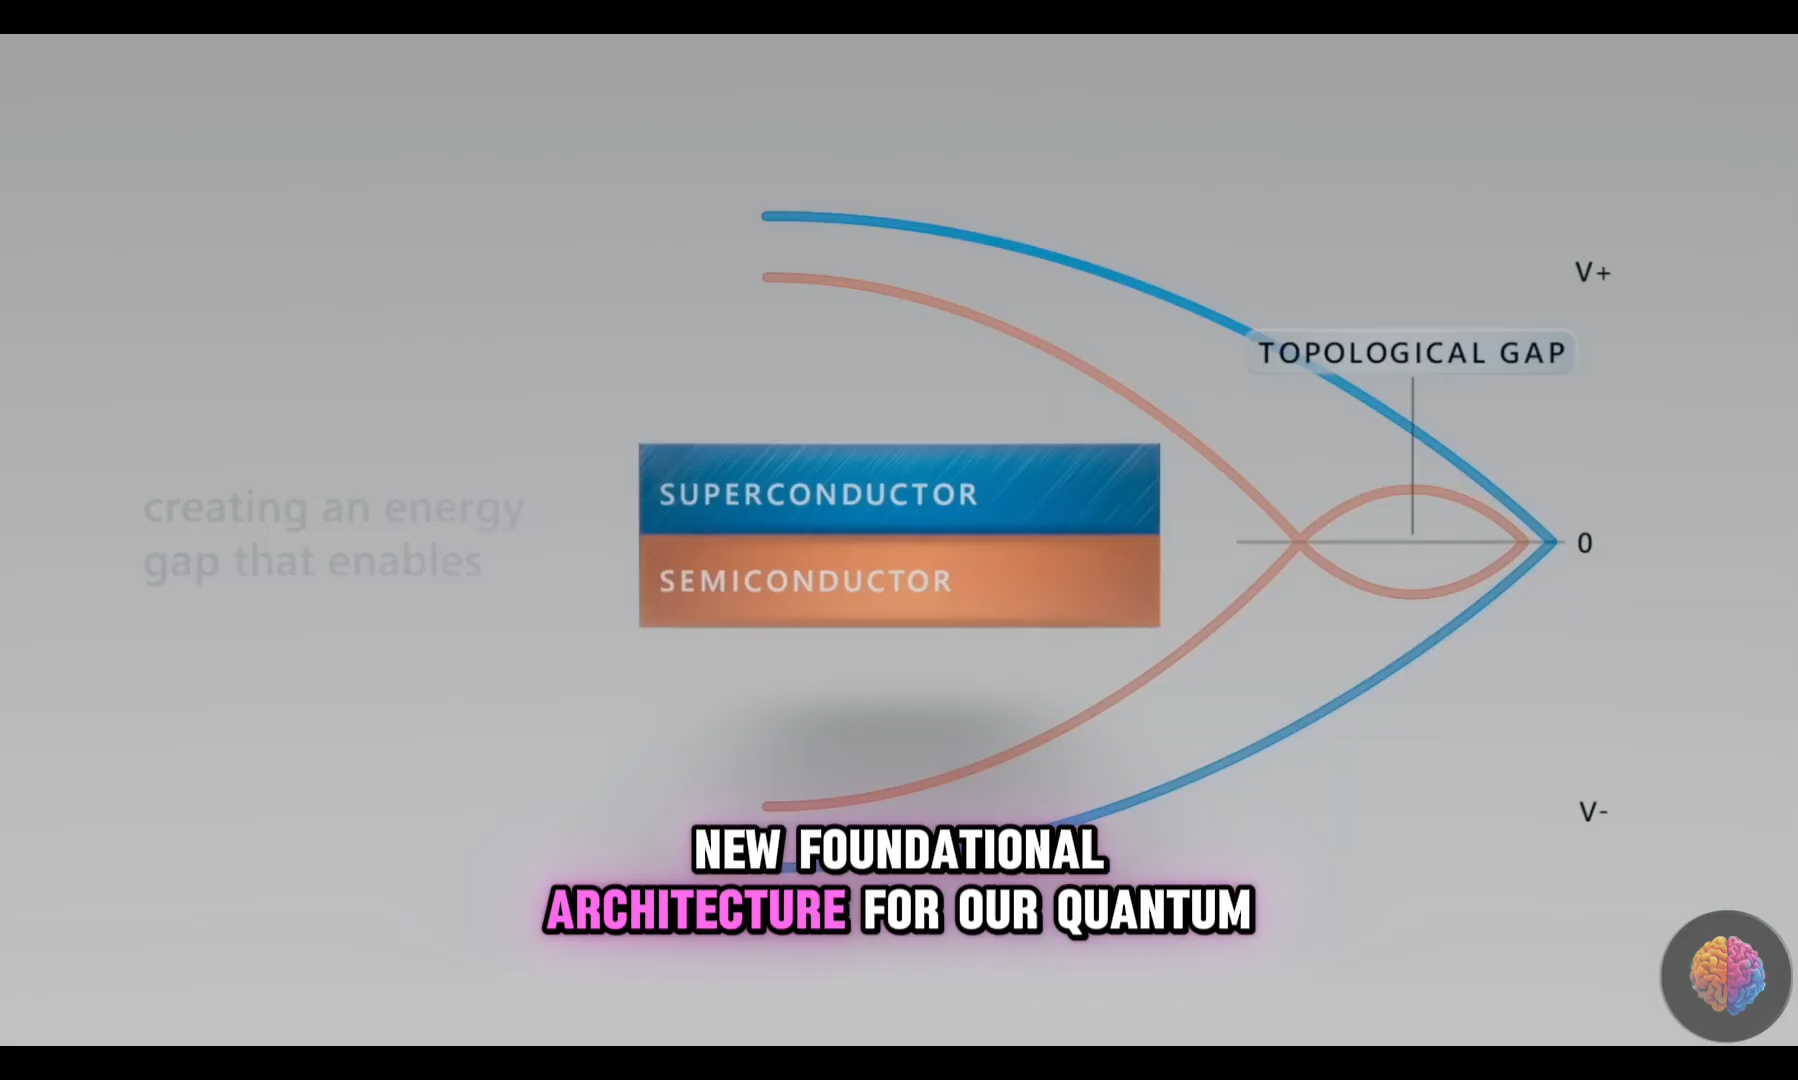 V+
TOPOLOGICAL GAP
SUPERCONDUCTOR
creating an energy
gap that enables
0
SEMICONDUCTOR
V-
NEW FOUNDATIONAL
ARCHITECTURE FOR OUR QUANTUM